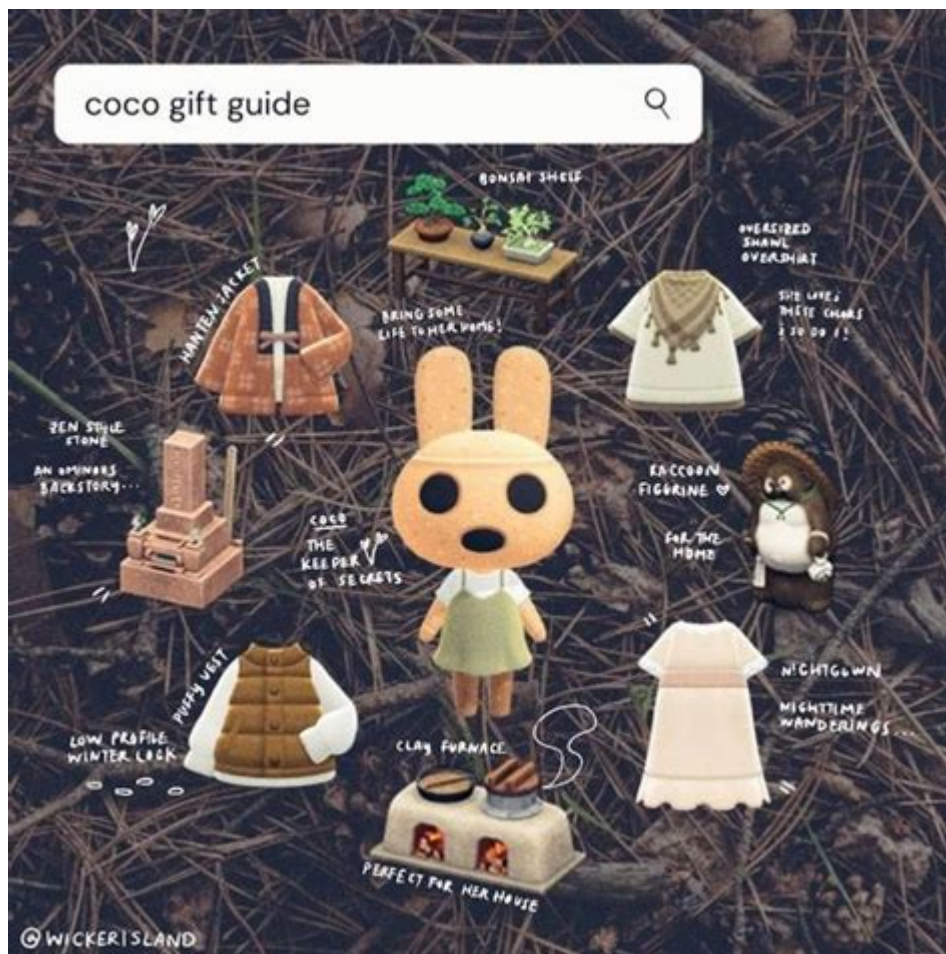 coco gift guide
BONSAI SHELF
BRING SOME
LIFE TO HER HOME!
HANTEN JACKET
OVERSIZED
SHAWL
OVERSHIRT
SHE LOVES
THESE COLORS
& SO DO I!
ZEN STYLE
STONE
AN OMINOUS
BACKSTORY...
COCO
THE
KEEPER
OF SECRETS
RACCOON
FIGURINE
FOR THE
HOME
PUFFY VEST
LOW PROFILE
WINTER LOOK
NIGHTGOWN
NIGHTTIME
WANDERINGS...
CLAY FURNACE
PERFECT FOR HER HOUSE
@WICKERISLAND